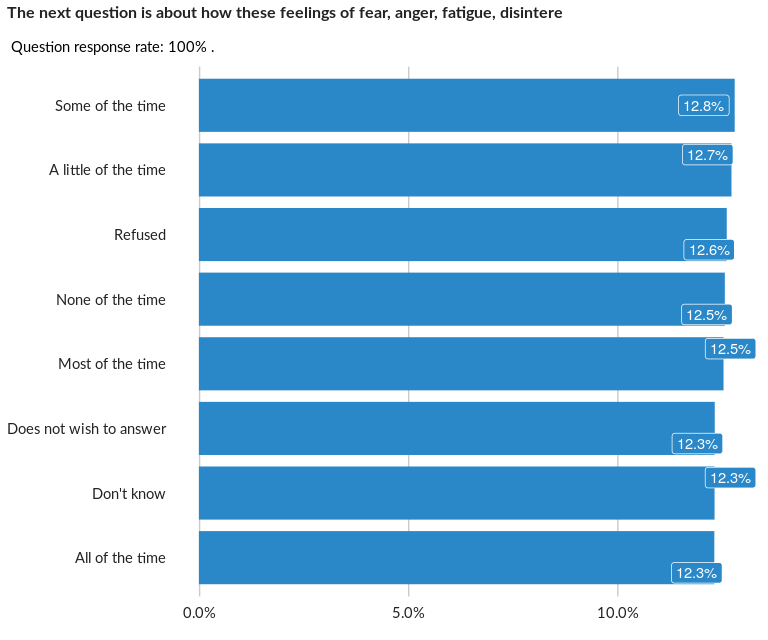 The next question is about how these feelings of fear, anger, fatigue, disintere
Question response rate: 100% .
Some of the time
12.8%
A little of the time
12.7%
Refused
12.6%
None of the time
12.5%
Most of the time
12.5%
Does not wish to answer
12.3%
Don't know
12.3%
All of the time
12.3%
0.0% 5.0% 10.0%